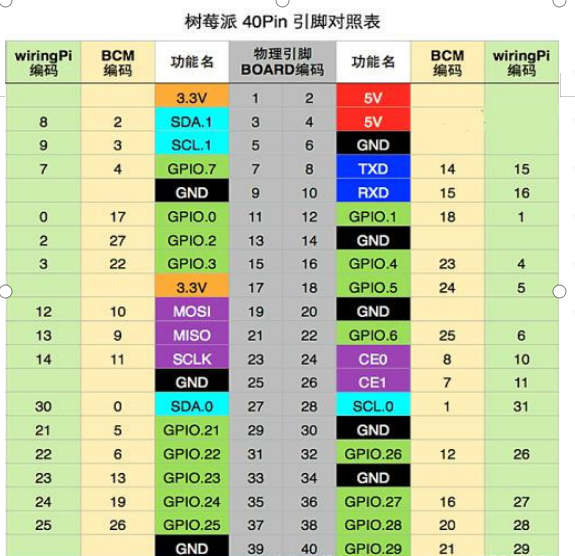 树莓派 40Pin 引脚对照表
wiringPi 编码 BCM 编码 功能名 物理引脚 BOARD编码 功能名 BCM 编码 wiringPi 编码
3.3V 1 2 5V
8 2 SDA.1 3 4 5V
9 3 SCL.1 5 6 GND
7 4 GPIO.7 7 8 TXD 14 15
GND 9 10 RXD 15 16
0 17 GPIO.0 11 12 GPIO.1 18 1
2 27 GPIO.2 13 14 GND
3 22 GPIO.3 15 16 GPIO.4 23 4
3.3V 17 18 GPIO.5 24 5
12 10 MOSI 19 20 GND
13 9 MISO 21 22 GPIO.6 25 6
14 11 SCLK 23 24 CE0 8 10
GND 25 26 CE1 7 11
30 0 SDA.0 27 28 SCL.0 1 31
21 5 GPIO.21 29 30 GND
22 6 GPIO.22 31 32 GPIO.26 12 26
23 13 GPIO.23 33 34 GND
24 19 GPIO.24 35 36 GPIO.27 16 27
25 26 GPIO.25 37 38 GPIO.28 20 28
GND 39 40 GPIO.29 21 29